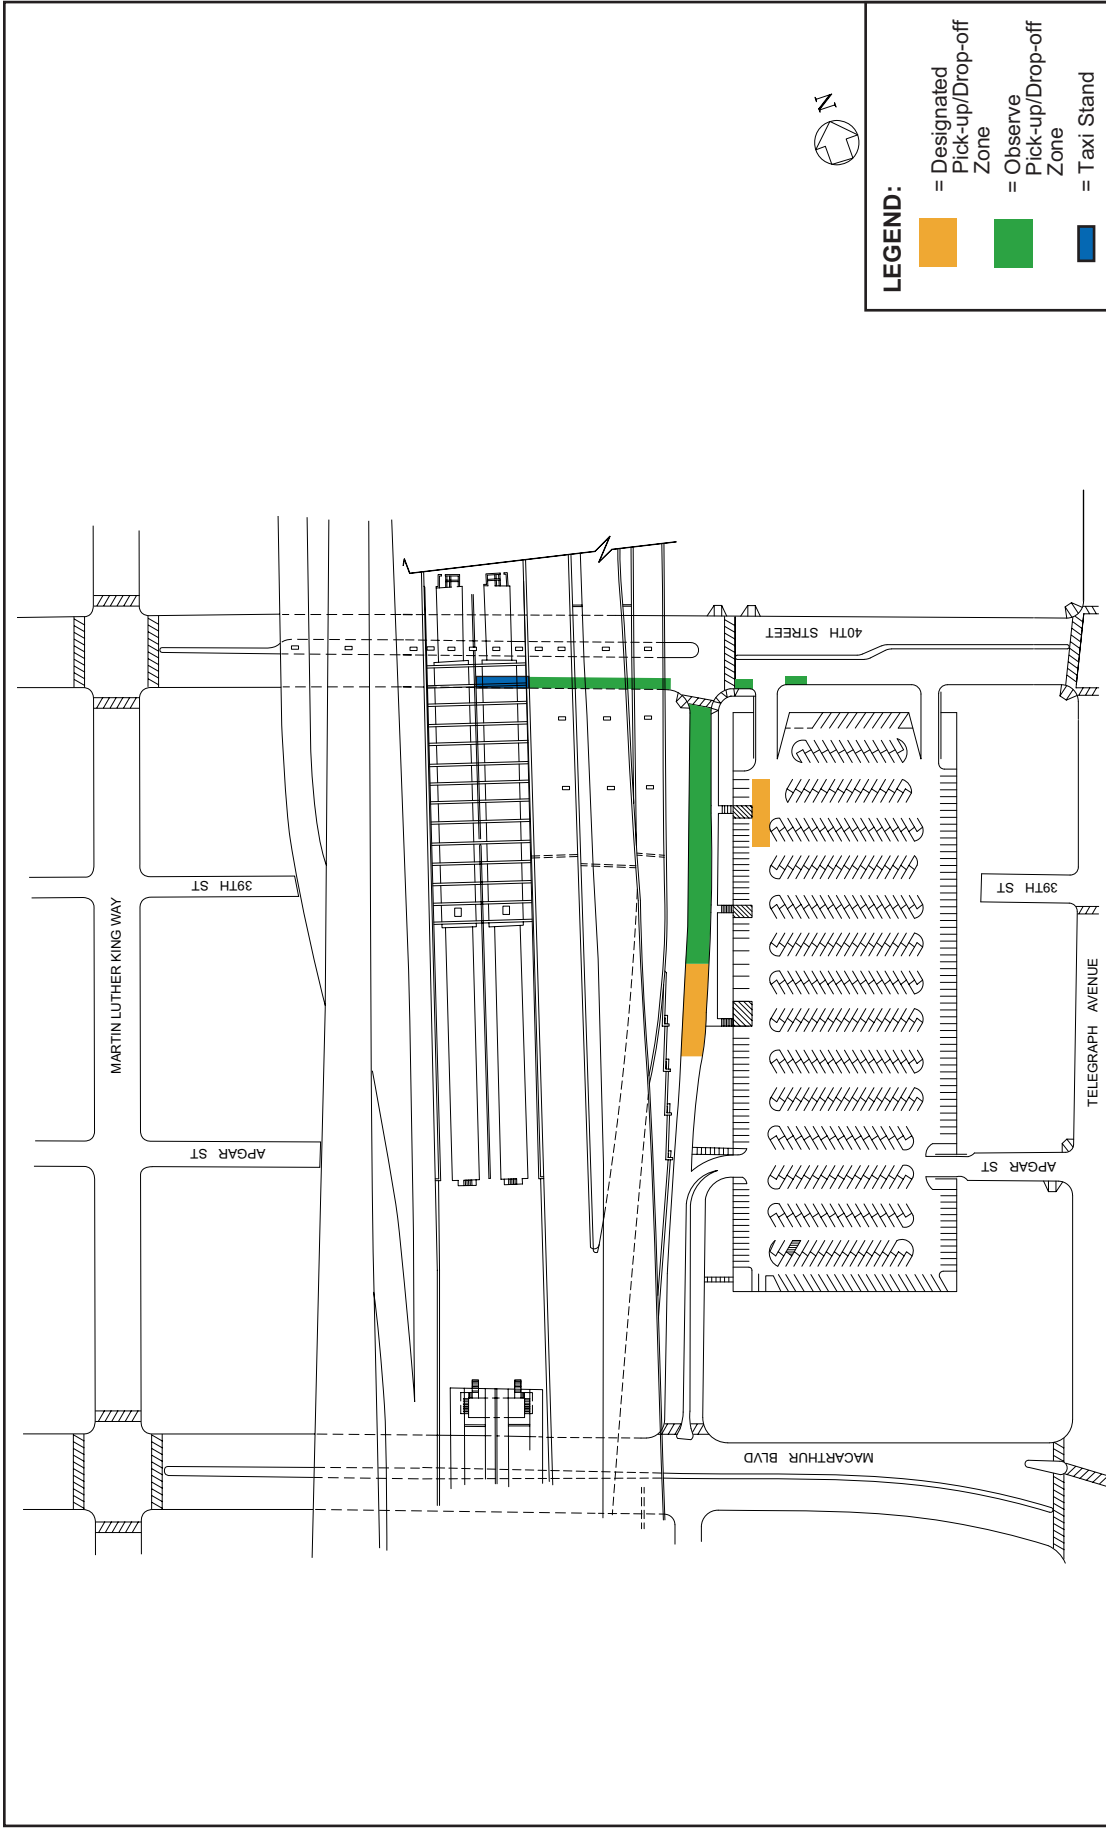 N
LEGEND:
= Designated
Pick-up/Drop-off
Zone
= Observe
Pick-up/Drop-off
Zone
= Taxi Stand
40TH STREET
39TH ST
MARTIN LUTHER KING WAY
39TH ST
TELEGRAPH AVENUE
APGAR ST
APGAR ST
MACARTHUR BLVD